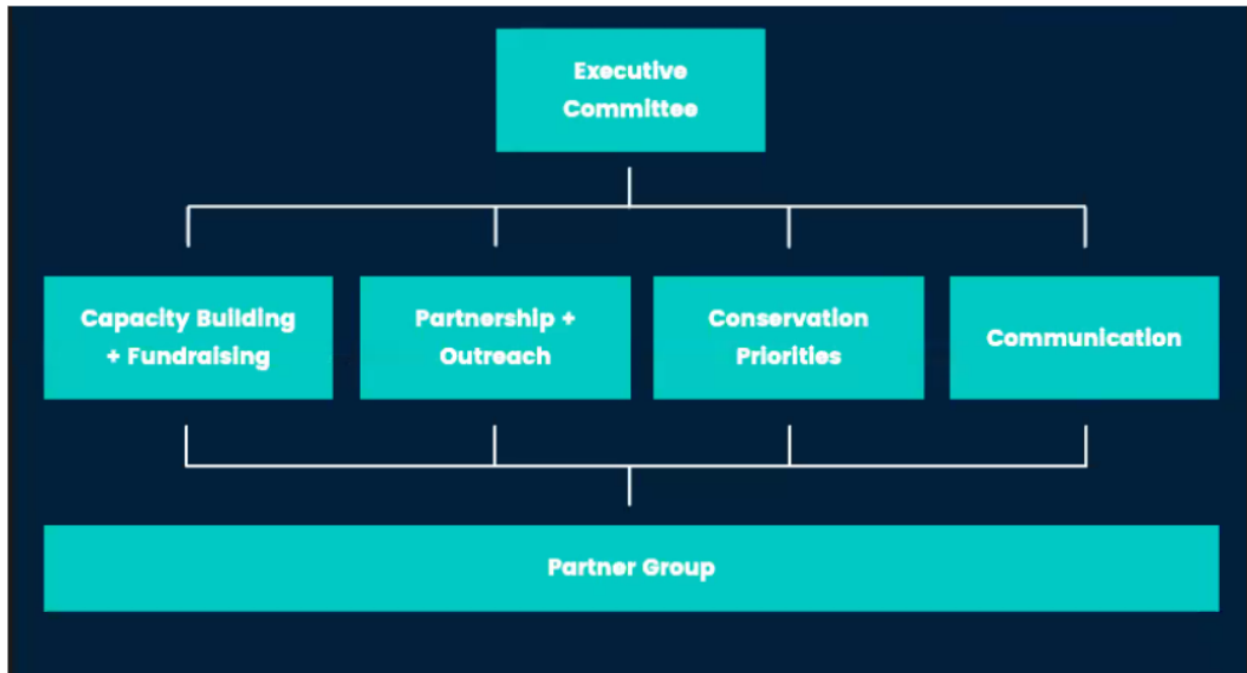 Executive
Committee
Capacity Building
+ Fundraising
Partnership +
Outreach
Conservation
Priorities
Communication
Partner Group